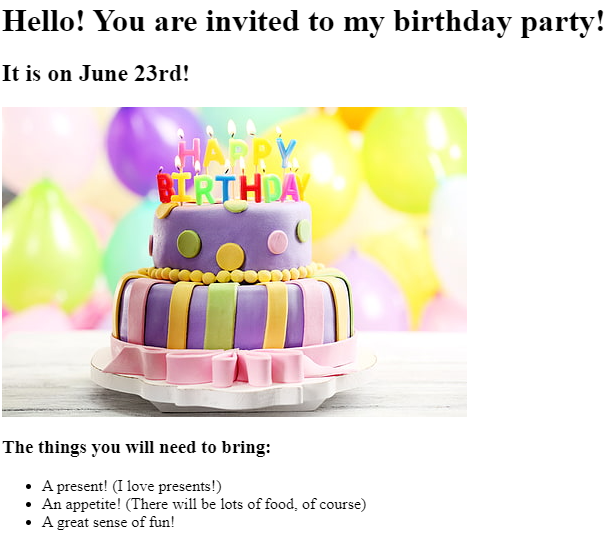 Hello! You are invited to my birthday party!
It is on June 23rd!
HAPPY
BIRTHDAY
The things you will need to bring:
A present! (I love presents!)
An appetite! (There will be lots of food, of course)
A great sense of fun!